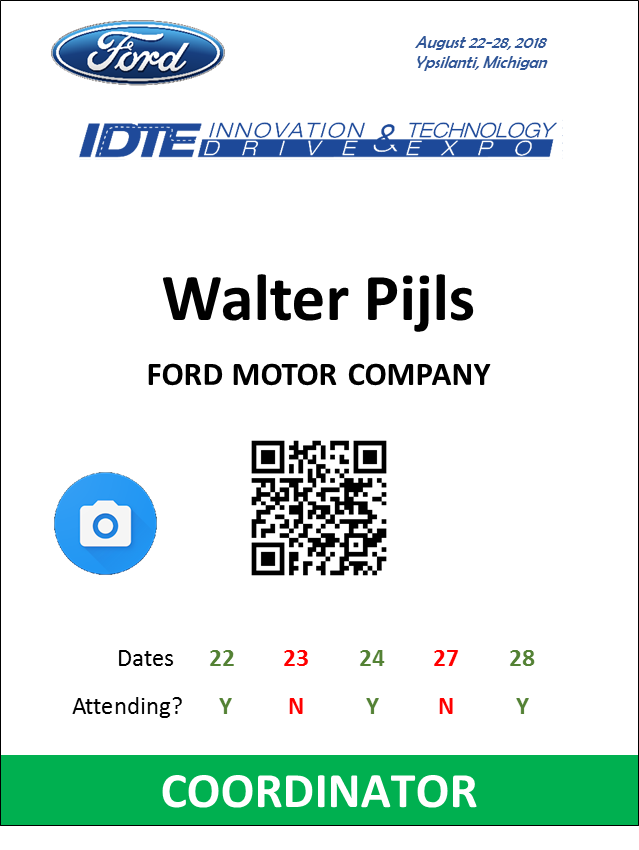 Ford
August 22-28, 2018
Ypsilanti, Michigan
IDTE INNOVATION & TECHNOLOGY
DRIVE & EXPO
Walter Pijls
FORD MOTOR COMPANY
Dates 22 23 24 27 28
Attending? Y N Y N Y
COORDINATOR